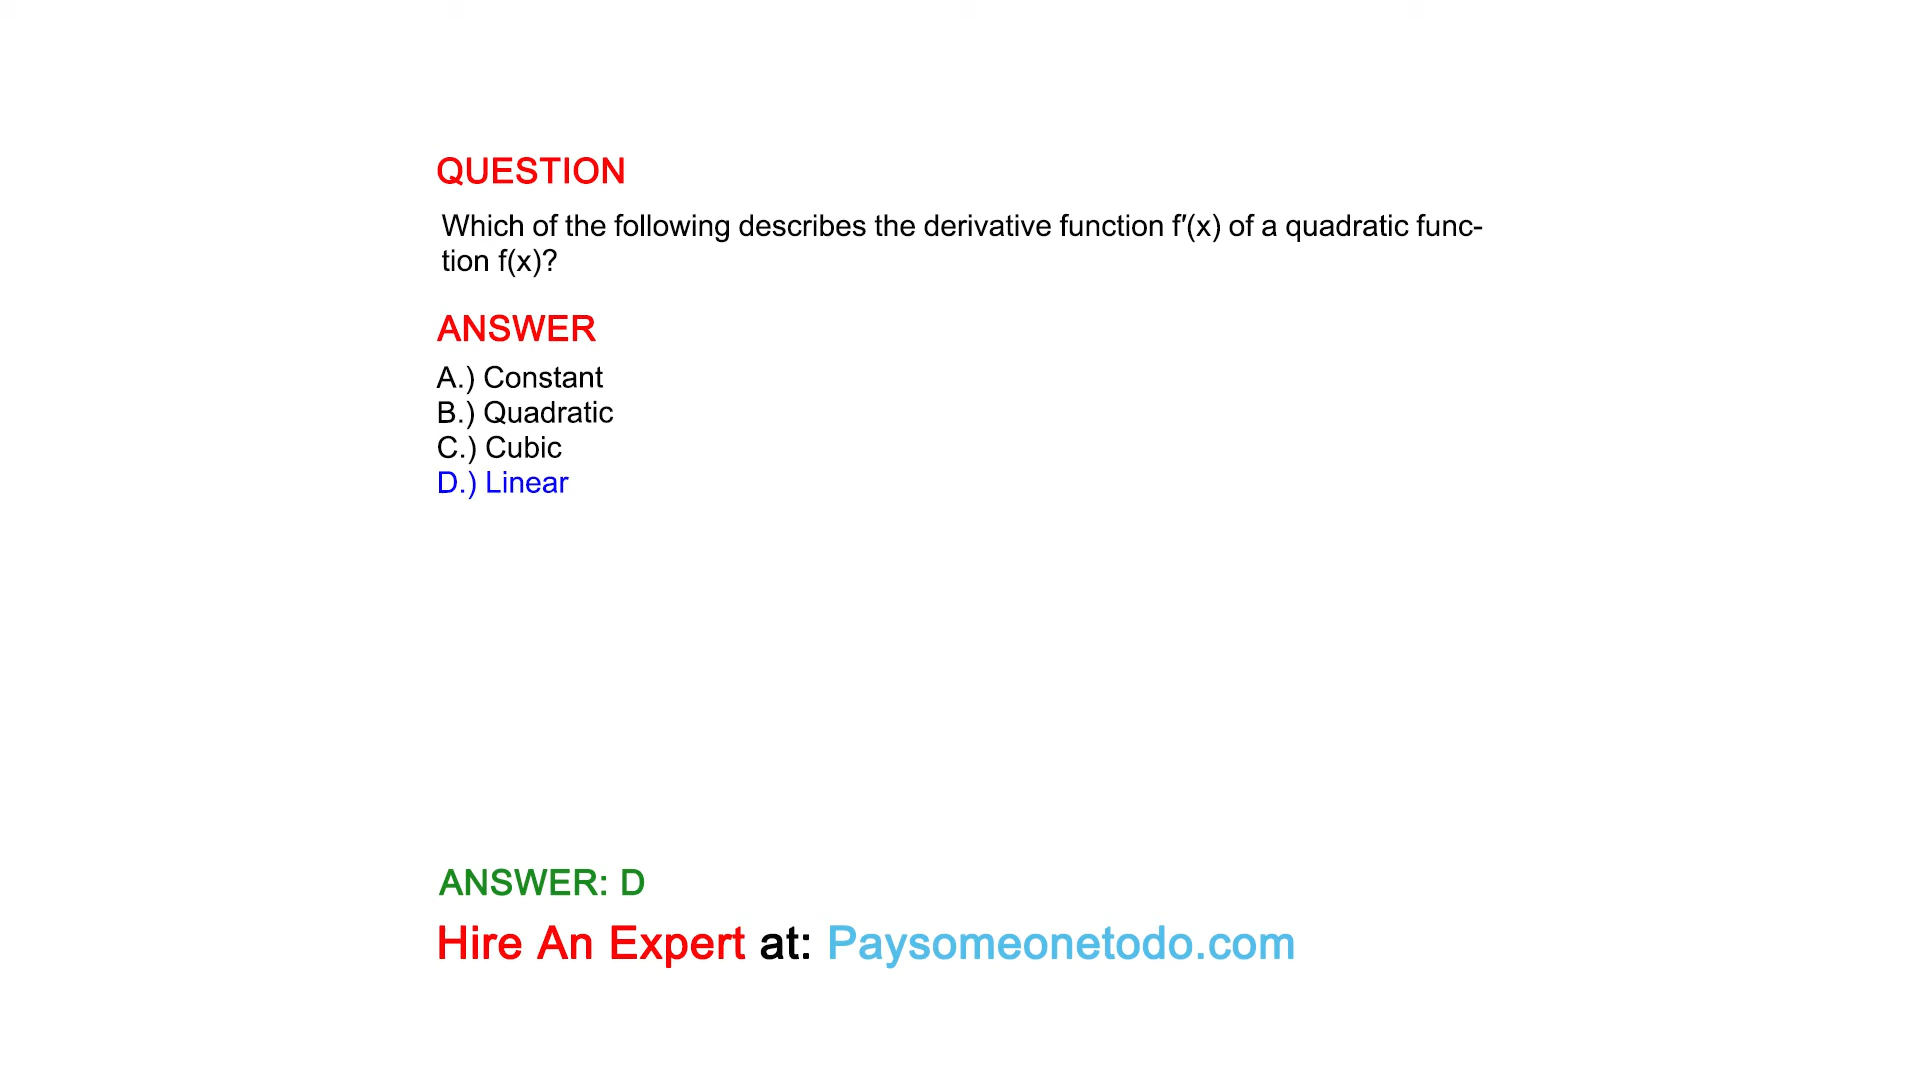 QUESTION
Which of the following describes the derivative function f′(x) of a quadratic func-
tion f(x)?
ANSWER
A.) Constant
B.) Quadratic
C.) Cubic
D.) Linear
ANSWER: D
Hire An Expert at: Paysomeonetodo.com